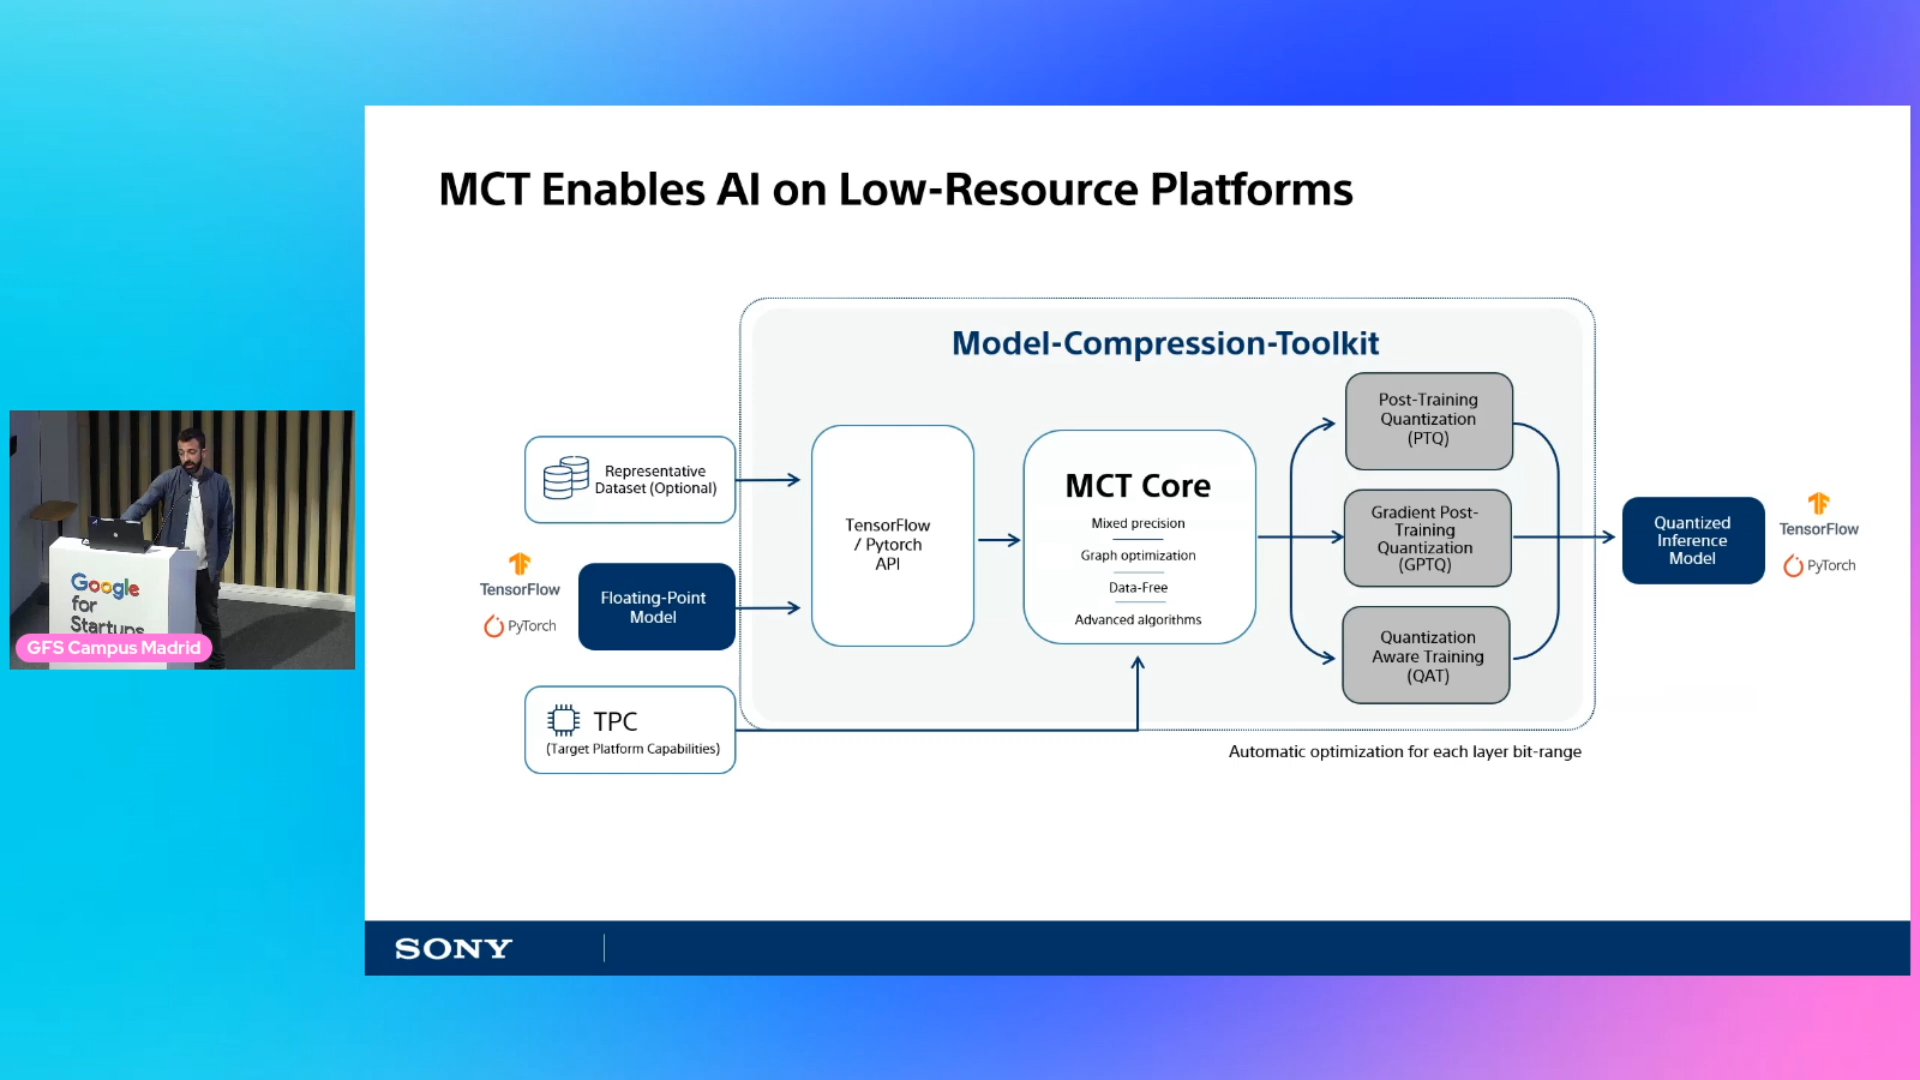 MCT Enables AI on Low-Resource Platforms
Model-Compression-Toolkit
Representative
Dataset (Optional)
TensorFlow
PyTorch
Floating-Point
Model
TPC
(Target Platform Capabilities)
TensorFlow
/ Pytorch
API
MCT Core
Mixed precision
Graph optimization
Data-Free
Advanced algorithms
Post-Training
Quantization
(PTQ)
Gradient Post-
Training
Quantization
(GPTQ)
Quantization
Aware Training
(QAT)
Quantized
Inference
Model
TensorFlow
PyTorch
Automatic optimization for each layer bit-range
Google
for
Startups
GFS Campus Madrid
SONY